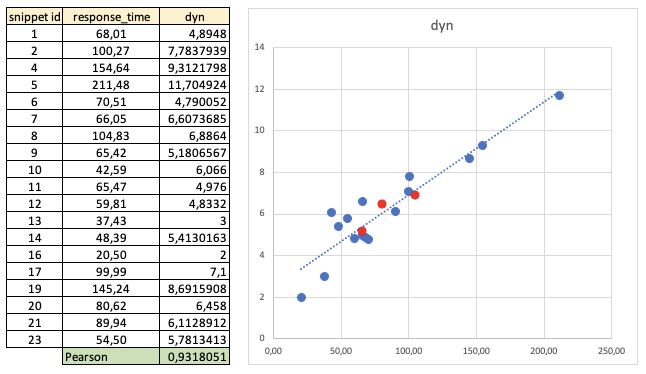 snippet id response_time dyn
1 68,01 4,8948
2 100,27 7,7837939
4 154,64 9,3121798
5 211,48 11,704924
6 70,51 4,790052
7 66,05 6,6073685
8 104,83 6,8864
9 65,42 5,1806567
10 42,59 6,066
11 65,47 4,976
12 59,81 4,8332
13 37,43 3
14 48,39 5,4130163
16 20,50 2
17 99,99 7,1
19 145,24 8,6915908
20 80,62 6,458
21 89,94 6,1128912
23 54,50 5,7813413
Pearson 0,9318051
dyn
14
12
10
8
6
4
2
0
0,00 50,00 100,00 150,00 200,00 250,00